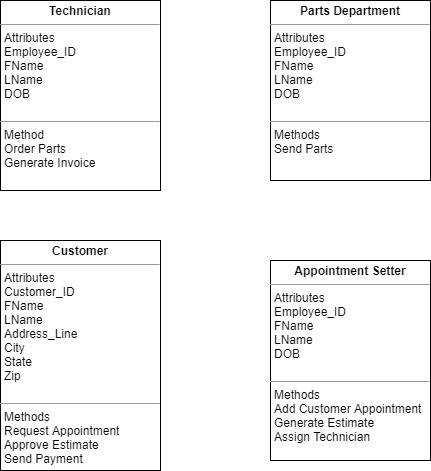 Technician
Attributes
Employee_ID
FName
LName
DOB
Method
Order Parts
Generate Invoice
Parts Department
Attributes
Employee_ID
FName
LName
DOB
Methods
Send Parts
Customer
Attributes
Customer_ID
FName
LName
Address_Line
City
State
Zip
Methods
Request Appointment
Approve Estimate
Send Payment
Appointment Setter
Attributes
Employee_ID
FName
LName
DOB
Methods
Add Customer Appointment
Generate Estimate
Assign Technician